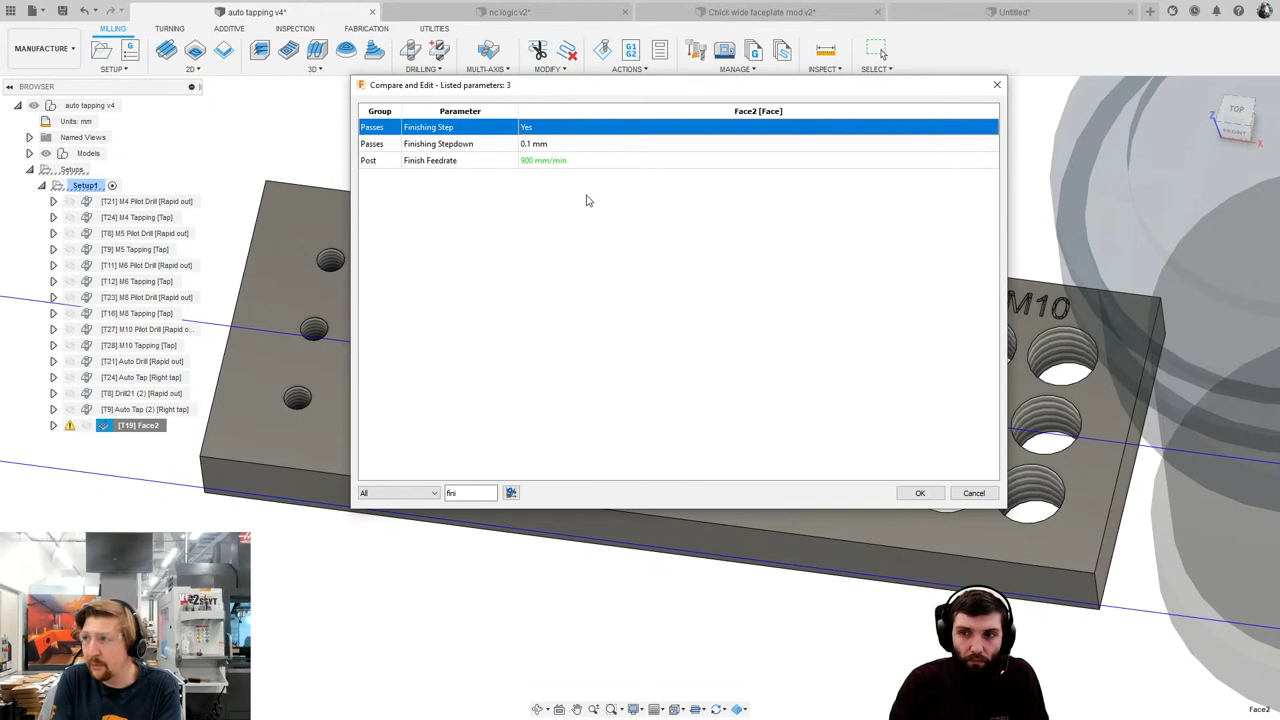 auto tapping v4*
nc logic v2*
Chick wide faceplate mod v2*
Untitled*
MILLING
TURNING
ADDITIVE
INSPECTION
FABRICATION
UTILITIES
MANUFACTURE
SETUP
2D
3D
DRILLING
MULTI-AXIS
MODIFY
ACTIONS
MANAGE
INSPECT
SELECT
G1
G2
BROWSER
auto tapping v4
Units: mm
Named Views
Models
Setups
Setup1
[T21] M4 Pilot Drill [Rapid out]
[T24] M4 Tapping [Tap]
[T8] M5 Pilot Drill [Rapid out]
[T9] M5 Tapping [Tap]
[T11] M6 Pilot Drill [Rapid out]
[T12] M6 Tapping [Tap]
[T23] M8 Pilot Drill [Rapid out]
[T16] M8 Tapping [Tap]
[T27] M10 Pilot Drill [Rapid o...
[T28] M10 Tapping [Tap]
[T21] Auto Drill [Rapid out]
[T24] Auto Tap [Right tap]
[T8] Drill21 (2) [Rapid out]
[T9] Auto Tap (2) [Right tap]
[T19] Face2
Compare and Edit - Listed parameters: 3
Group Parameter Face2 [Face]
Passes Finishing Step Yes
Passes Finishing Stepdown 0.1 mm
Post Finish Feedrate 900 mm/min
All
fini
OK
Cancel
M10
TOP
FRONT
Z
X
Face2